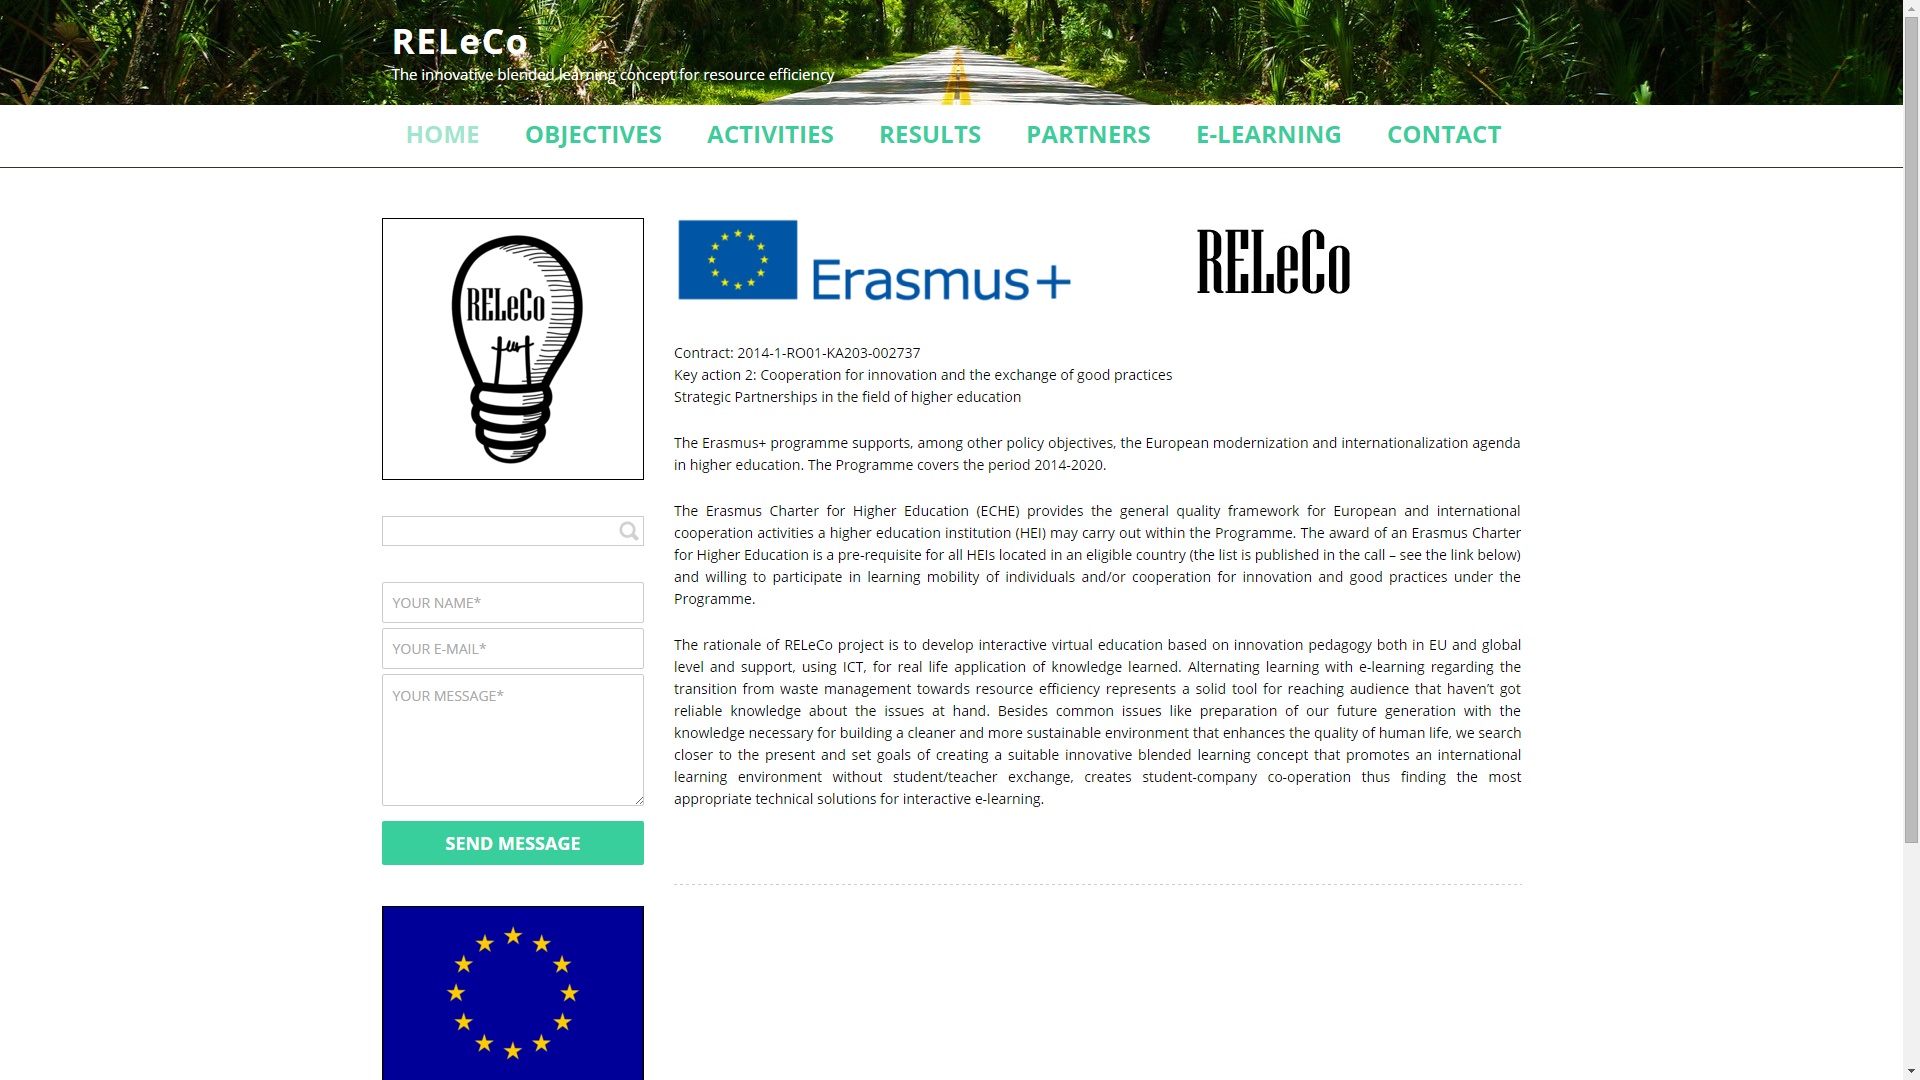 RELeCo
The innovative blended learning concept for resource efficiency
HOME OBJECTIVES ACTIVITIES RESULTS PARTNERS E-LEARNING CONTACT
RELeCo
YOUR NAME*
YOUR E-MAIL*
YOUR MESSAGE*
SEND MESSAGE
Erasmus+
RELeCo
Contract: 2014-1-RO01-KA203-002737
Key action 2: Cooperation for innovation and the exchange of good practices
Strategic Partnerships in the field of higher education
The Erasmus+ programme supports, among other policy objectives, the European modernization and internationalization agenda
in higher education. The Programme covers the period 2014-2020.
The Erasmus Charter for Higher Education (ECHE) provides the general quality framework for European and international
cooperation activities a higher education institution (HEI) may carry out within the Programme. The award of an Erasmus Charter
for Higher Education is a pre-requisite for all HEIs located in an eligible country (the list is published in the call – see the link below)
and willing to participate in learning mobility of individuals and/or cooperation for innovation and good practices under the
Programme.
The rationale of RELeCo project is to develop interactive virtual education based on innovation pedagogy both in EU and global
level and support, using ICT, for real life application of knowledge learned. Alternating learning with e-learning regarding the
transition from waste management towards resource efficiency represents a solid tool for reaching audience that haven’t got
reliable knowledge about the issues at hand. Besides common issues like preparation of our future generation with the
knowledge necessary for building a cleaner and more sustainable environment that enhances the quality of human life, we search
closer to the present and set goals of creating a suitable innovative blended learning concept that promotes an international
learning environment without student/teacher exchange, creates student-company co-operation thus finding the most
appropriate technical solutions for interactive e-learning.